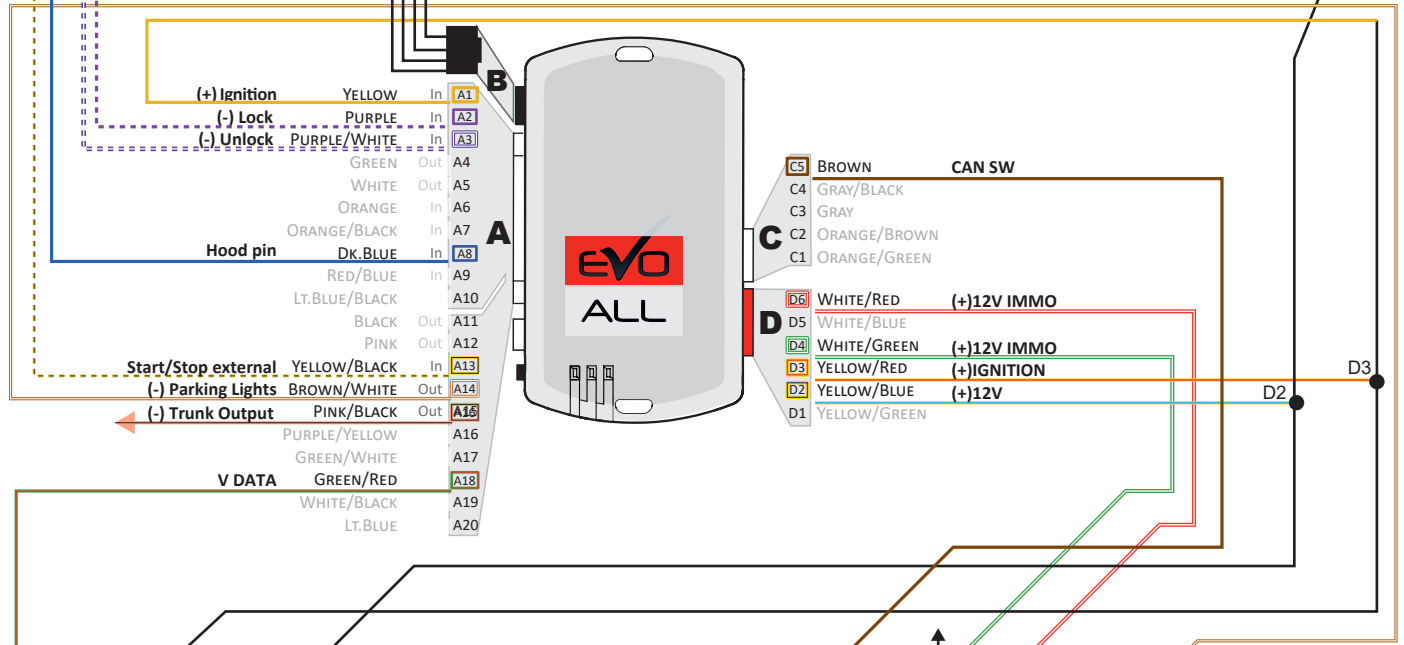 B
(+) Ignition YELLOW In A1
(-) Lock PURPLE In A2
(-) Unlock PURPLE/WHITE In A3
GREEN Out A4
WHITE Out A5
ORANGE In A6
ORANGE/BLACK In A7
Hood pin DK.BLUE In A8
RED/BLUE In A9
LT.BLUE/BLACK A10
BLACK Out A11
PINK Out A12
Start/Stop external YELLOW/BLACK In A13
(-) Parking Lights BROWN/WHITE Out A14
(-) Trunk Output PINK/BLACK Out A15
PURPLE/YELLOW A16
GREEN/WHITE A17
V DATA GREEN/RED A18
WHITE/BLACK A19
LT.BLUE A20
A
EVO
ALL
C
C5 BROWN CAN SW
C4 GRAY/BLACK
C3 GRAY
C2 ORANGE/BROWN
C1 ORANGE/GREEN
D
D6 WHITE/RED (+)12V IMMO
D5 WHITE/BLUE
D4 WHITE/GREEN (+)12V IMMO
D3 YELLOW/RED (+)IGNITION
D2 YELLOW/BLUE (+)12V
D1 YELLOW/GREEN
D3
D2